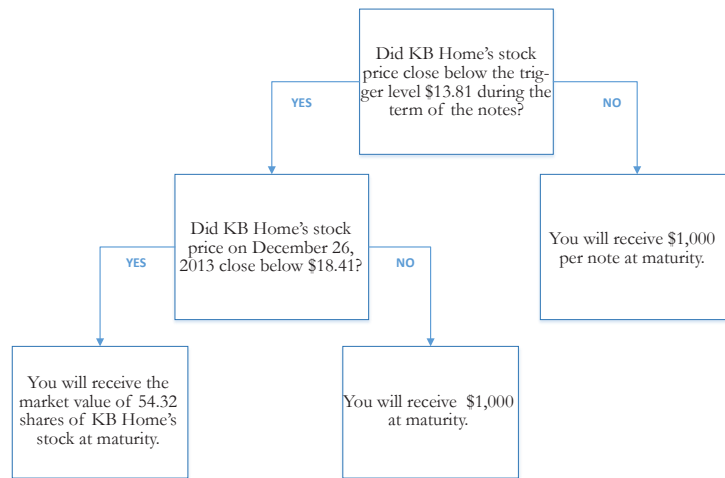 Did KB Home's stock
price close below the trig-
ger level $13.81 during the
term of the notes?
YES
NO
Did KB Home's stock
price on December 26,
2013 close below $18.41?
You will receive $1,000
per note at maturity.
YES
NO
You will receive the
market value of 54.32
shares of KB Home's
stock at maturity.
You will receive $1,000
at maturity.